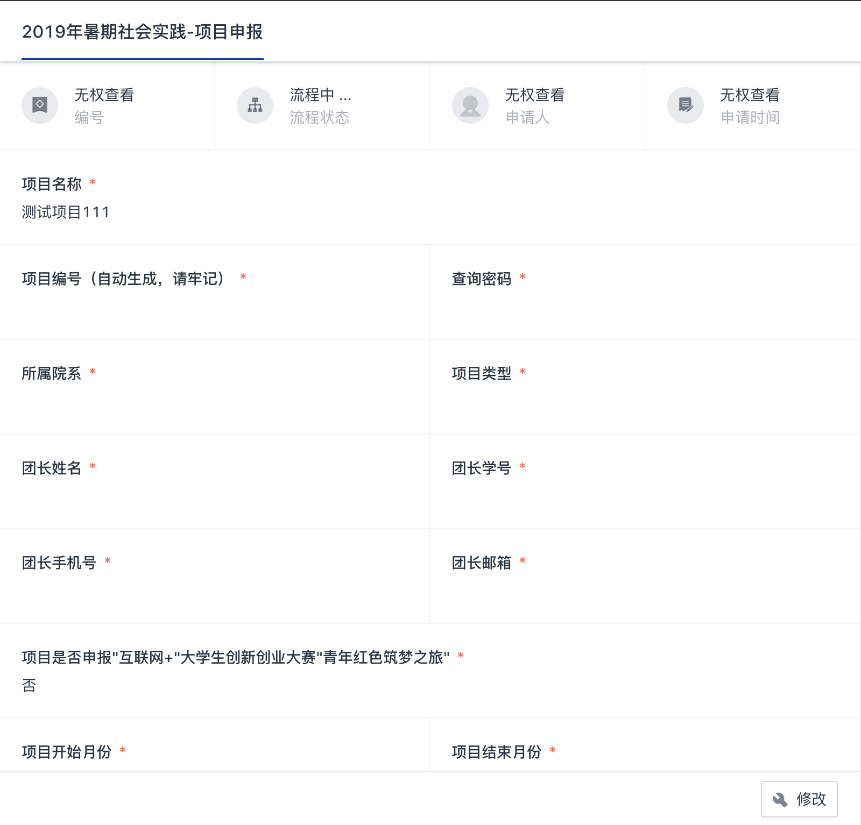 2019年暑期社会实践-项目申报
无权查看
编号
流程中 ...
流程状态
无权查看
申请人
无权查看
申请时间
项目名称 *
测试项目111
项目编号（自动生成，请牢记） *
查询密码 *
所属院系 *
项目类型 *
团长姓名 *
团长学号 *
团长手机号 *
团长邮箱 *
项目是否申报"互联网+"大学生创新创业大赛"青年红色筑梦之旅" *
否
项目开始月份 *
项目结束月份 *
修改